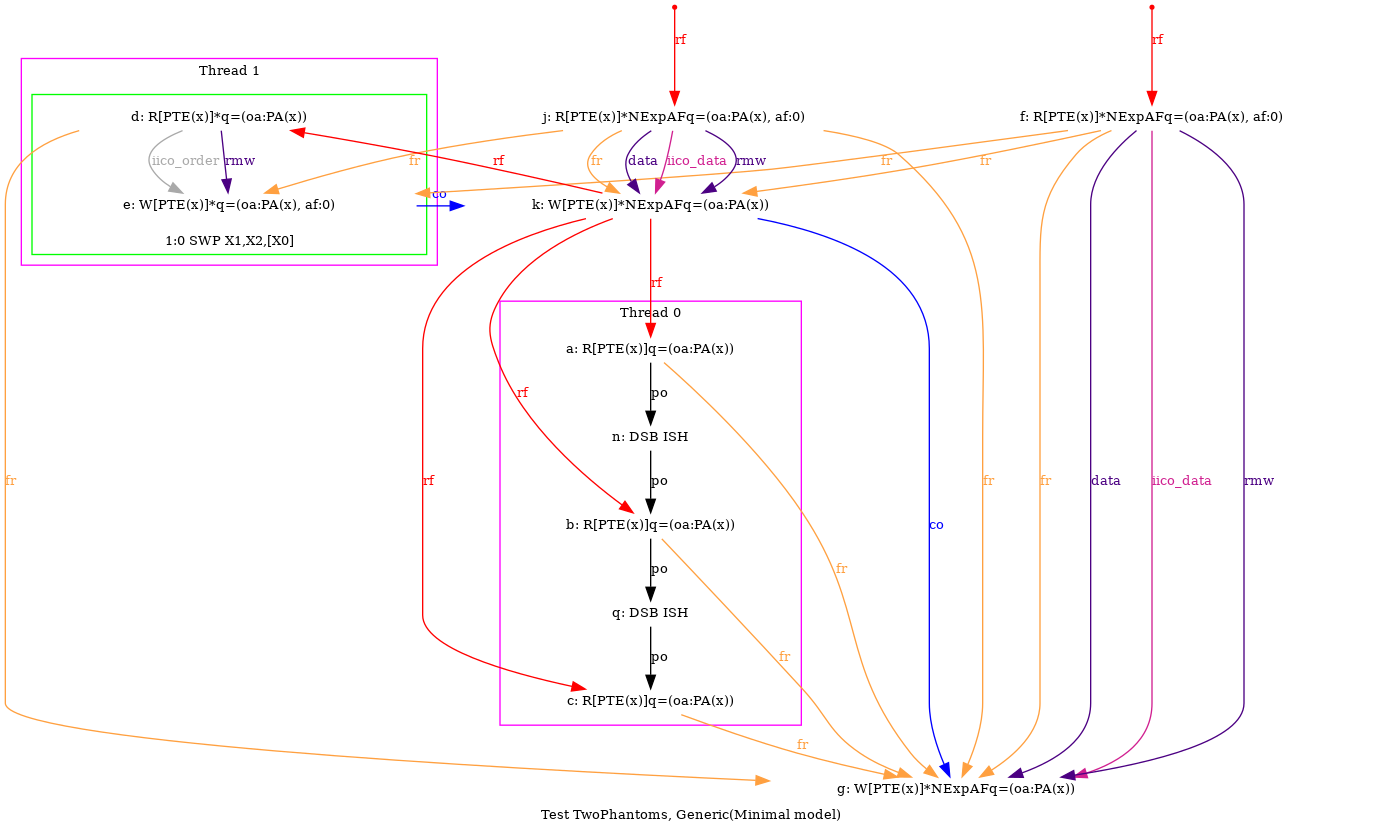 rf
rf
Thread 1
d: R[PTE(x)]*q=(oa:PA(x))
j: R[PTE(x)]*NExpAFq=(oa:PA(x), af:0)
f: R[PTE(x)]*NExpAFq=(oa:PA(x), af:0)
iico_order
rmw
fr
rf
fr
data
iico_data
rmw
fr
fr
co
e: W[PTE(x)]*q=(oa:PA(x), af:0)
k: W[PTE(x)]*NExpAFq=(oa:PA(x))
1:0 SWP X1,X2,[X0]
rf
Thread 0
a: R[PTE(x)]q=(oa:PA(x))
rf
po
n: DSB ISH
fr
rf
po
fr
fr
data
iico_data
rmw
b: R[PTE(x)]q=(oa:PA(x))
co
po
fr
q: DSB ISH
po
fr
c: R[PTE(x)]q=(oa:PA(x))
fr
g: W[PTE(x)]*NExpAFq=(oa:PA(x))
Test TwoPhantoms, Generic(Minimal model)